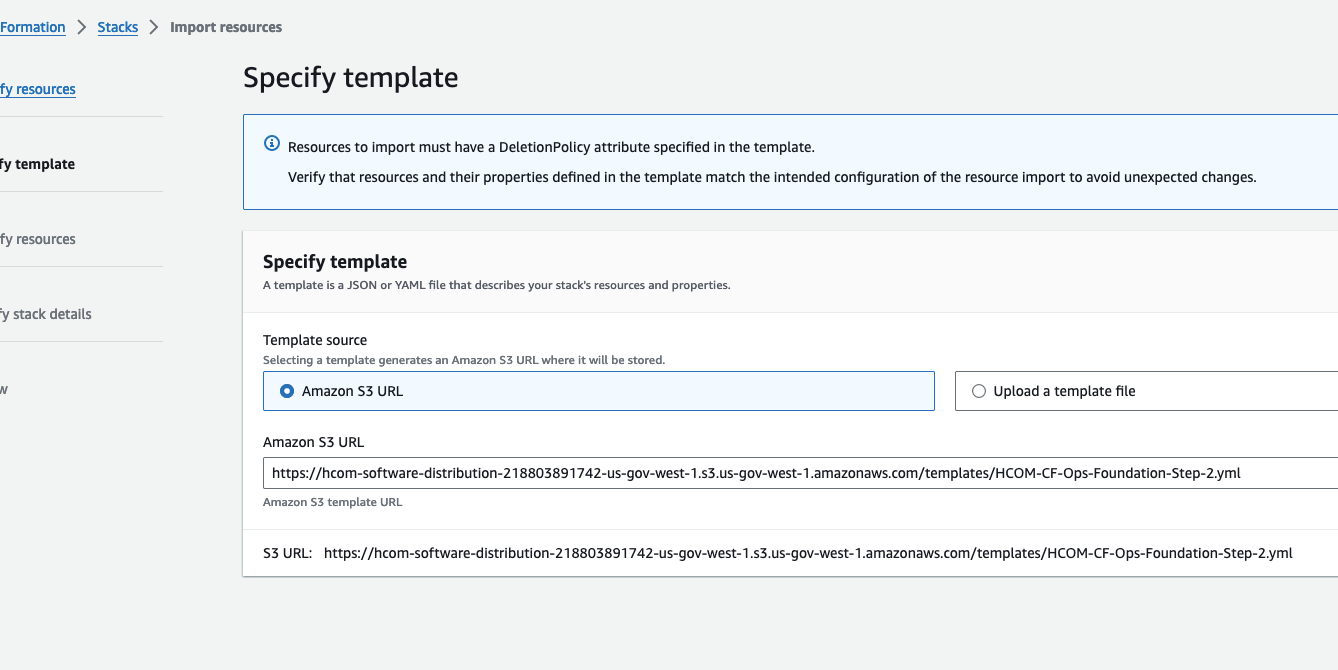 Formation > Stacks > Import resources
Specify template
fy resources
Resources to import must have a DeletionPolicy attribute specified in the template.
fy template
Verify that resources and their properties defined in the template match the intended configuration of the resource import to avoid unexpected changes.
fy resources
Specify template
A template is a JSON or YAML file that describes your stack's resources and properties.
fy stack details
Template source
Selecting a template generates an Amazon S3 URL where it will be stored.
w
Amazon S3 URL
Upload a template file
Amazon S3 URL
https://hcom-software-distribution-218803891742-us-gov-west-1.s3.us-gov-west-1.amazonaws.com/templates/HCOM-CF-Ops-Foundation-Step-2.yml
Amazon S3 template URL
S3 URL: https://hcom-software-distribution-218803891742-us-gov-west-1.s3.us-gov-west-1.amazonaws.com/templates/HCOM-CF-Ops-Foundation-Step-2.yml